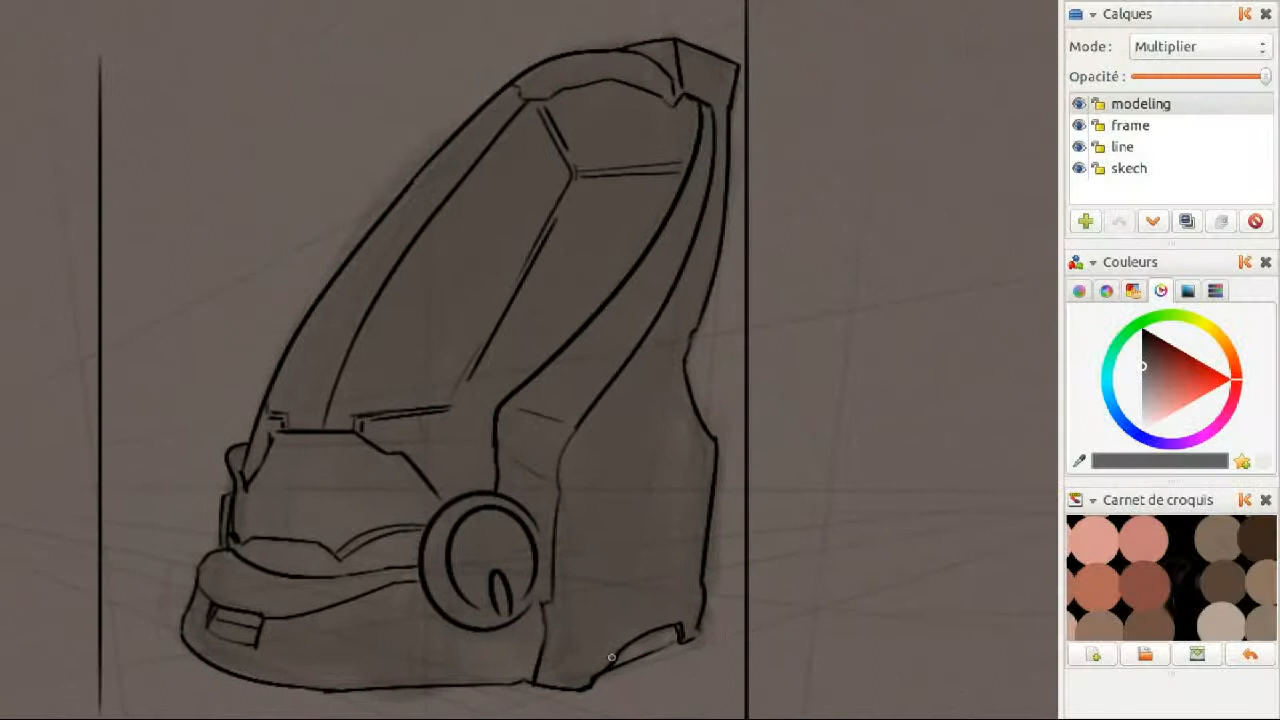 Calques
Mode : Multiplier
Opacité :
modeling
frame
line
skech
Couleurs
Carnet de croquis